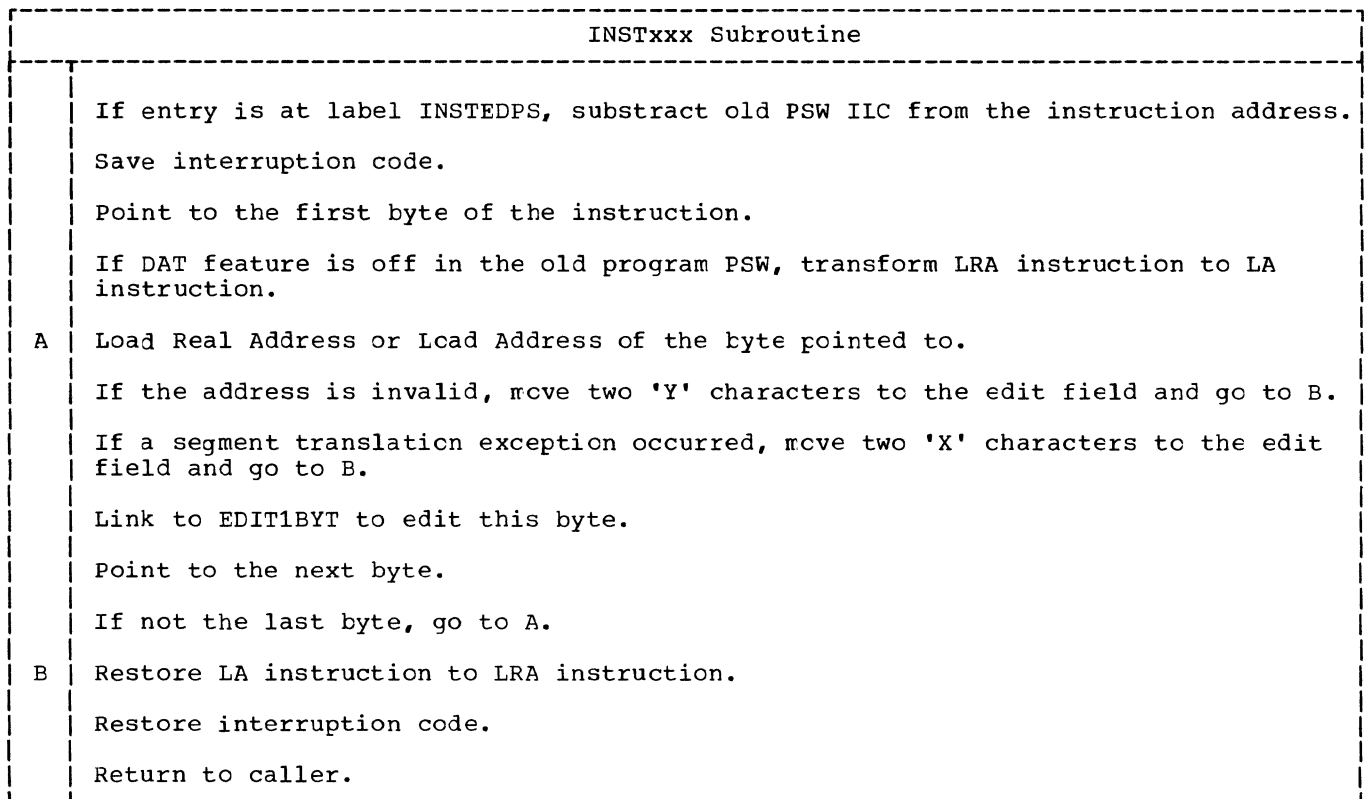 INSTxxx Subroutine
If entry is at label INSTEDPS, substract old PSW ILC from the instruction address.
Save interruption code.
Point to the first byte of the instruction.
If DAT feature is off in the old program PSW, transform LRA instruction to LA
instruction.
A Load Real Address or Load Address of the byte pointed to.
If the address is invalid, move two 'Y' characters to the edit field and go to B.
If a segment translation exception occurred, move two 'X' characters to the edit
field and go to B.
Link to EDIT1BYT to edit this byte.
Point to the next byte.
If not the last byte, go to A.
B Restore LA instruction to LRA instruction.
Restore interruption code.
Return to caller.